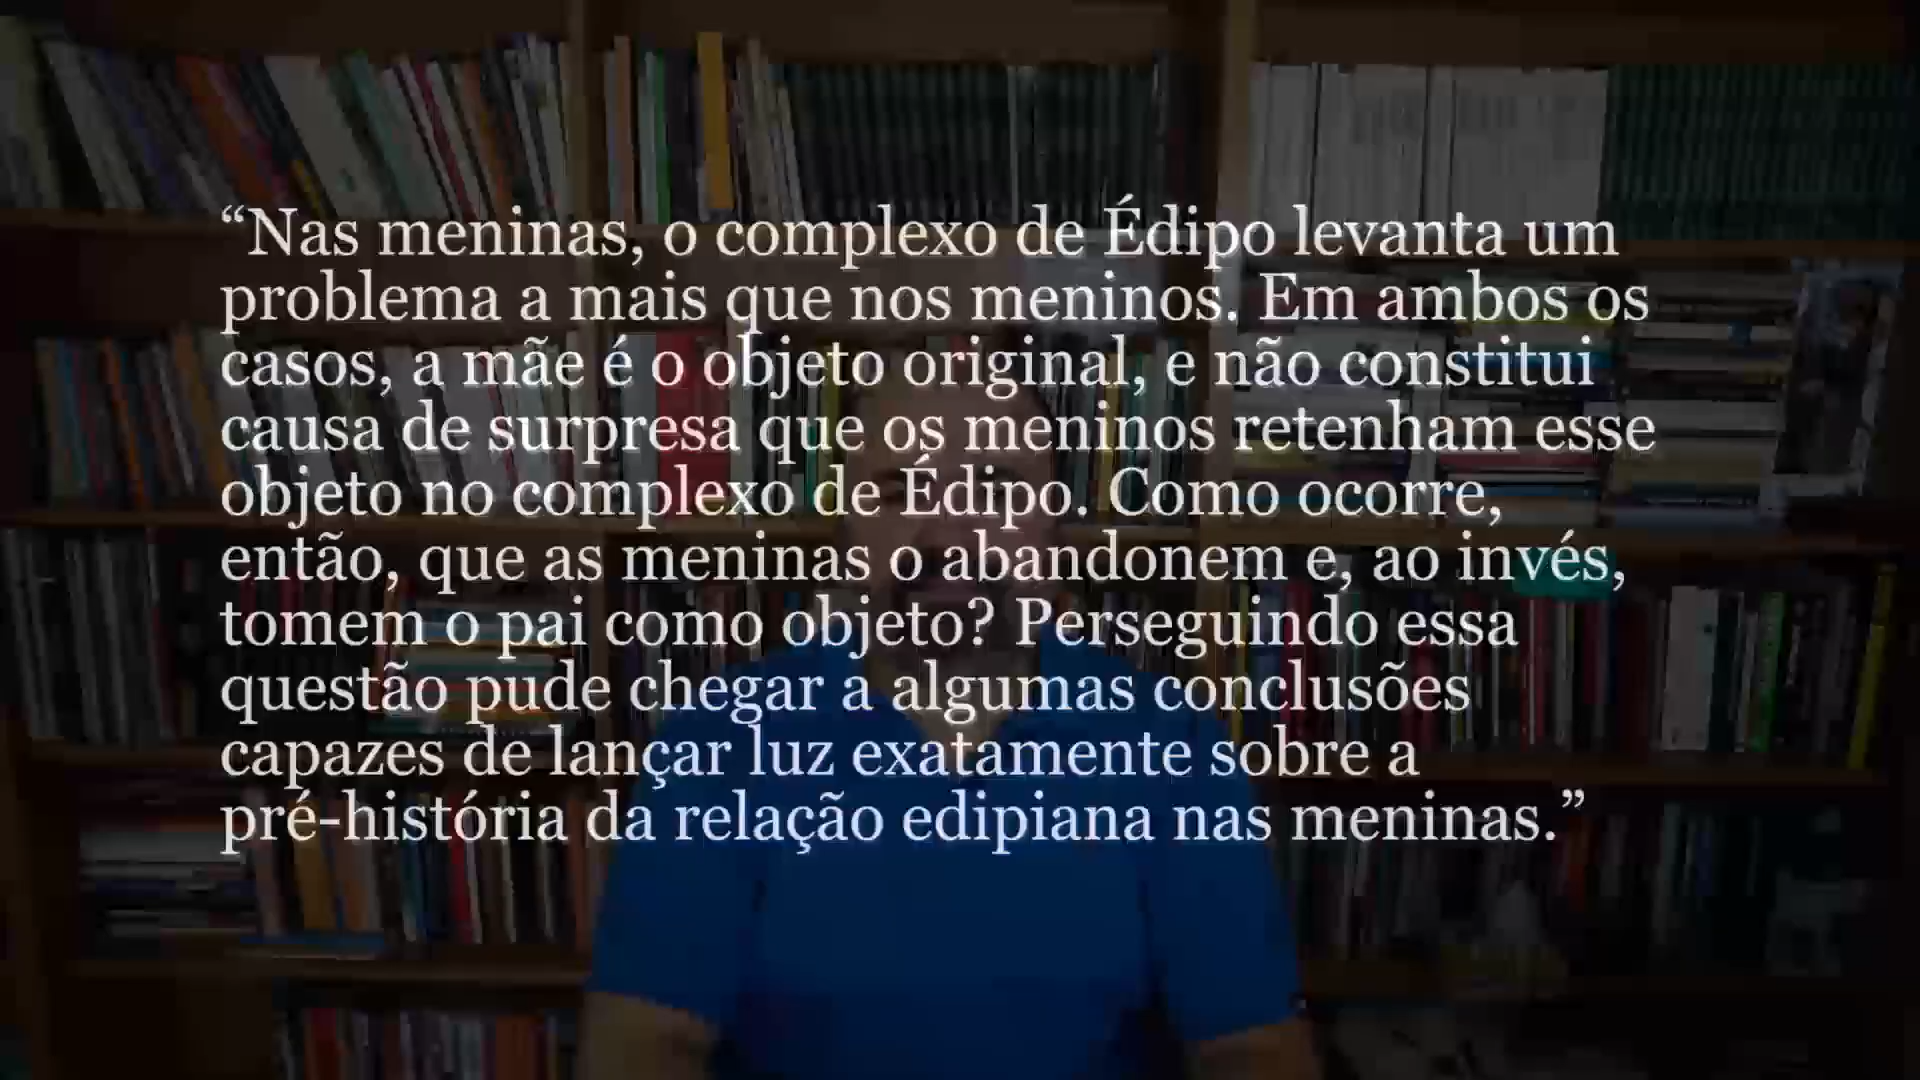 “Nas meninas, o complexo de Édipo levanta um
problema a mais que nos meninos. Em ambos os
casos, a mãe é o objeto original, e não constitui
causa de surpresa que os meninos retenham esse
objeto no complexo de Édipo. Como ocorre,
então, que as meninas o abandonem e, ao invés,
tomem o pai como objeto? Perseguindo essa
questão pude chegar a algumas conclusões
capazes de lançar luz exatamente sobre a
pré-história da relação edipiana nas meninas.”